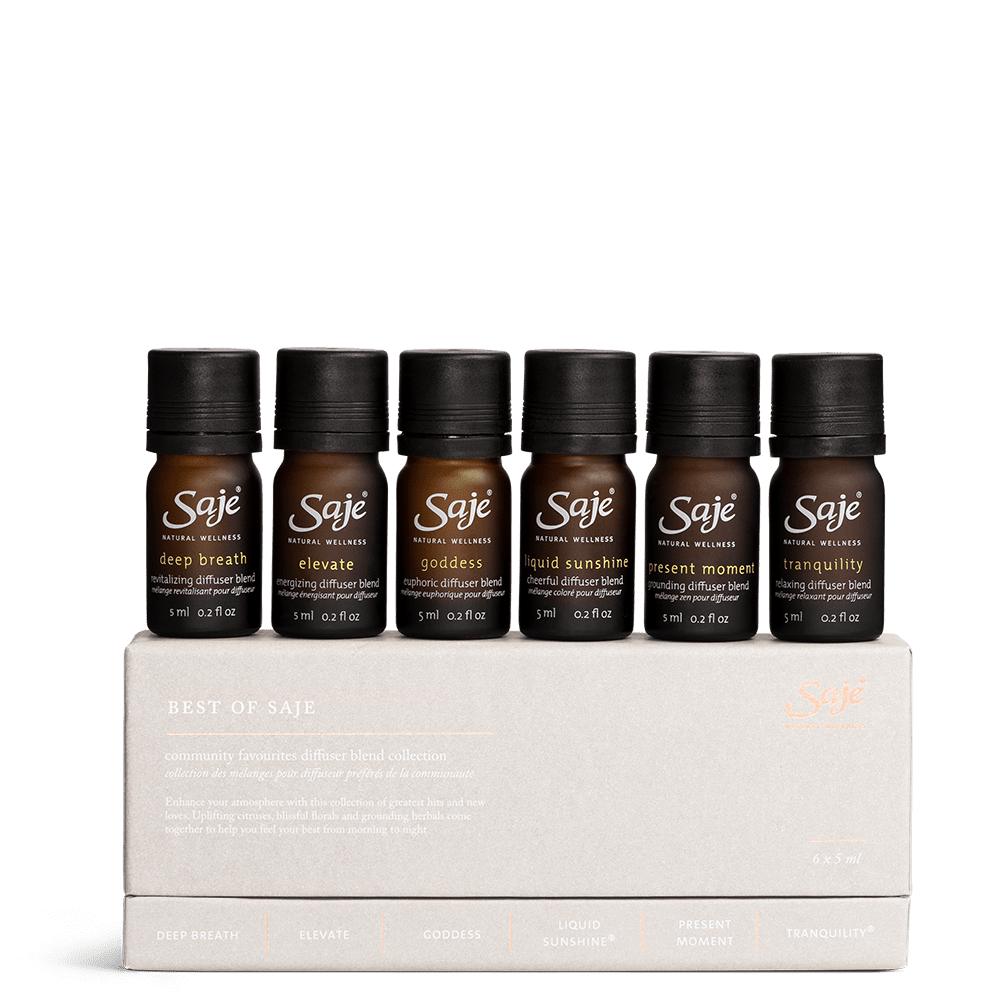 Saje®
NATURAL WELLNESS
deep breath
revitalizing diffuser blend
mélange revitalisant pour diffuseur
5 ml 0.2 fl oz
Saje®
NATURAL WELLNESS
elevate
energizing diffuser blend
mélange énergisant pour diffuseur
5 ml 0.2 fl oz
Saje®
NATURAL WELLNESS
goddess
euphoric diffuser blend
mélange euphorique pour diffuseur
5 ml 0.2 fl oz
Saje®
NATURAL WELLNESS
liquid sunshine
cheerful diffuser blend
mélange coloré pour diffuseur
5 ml 0.2 fl oz
Saje®
NATURAL WELLNESS
present moment
grounding diffuser blend
mélange zen pour diffuseur
5 ml 0.2 fl oz
Saje®
NATURAL WELLNESS
tranquility
relaxing diffuser blend
mélange relaxant pour diffuseur
5 ml 0.2 fl oz
BEST OF SAJE
community favourites diffuser blend collection
collection des mélanges pour diffuseur préférés de la communauté
Enhance your atmosphere with this collection of greatest hits and new
loves. Uplifting citruses, blissful florals and grounding herbals come
together to help you feel your best from morning to night.
Saje®
NATURAL WELLNESS
6 x 5 ml
DEEP BREATH
ELEVATE
GODDESS
LIQUID
SUNSHINE®
PRESENT
MOMENT
TRANQUILITY®